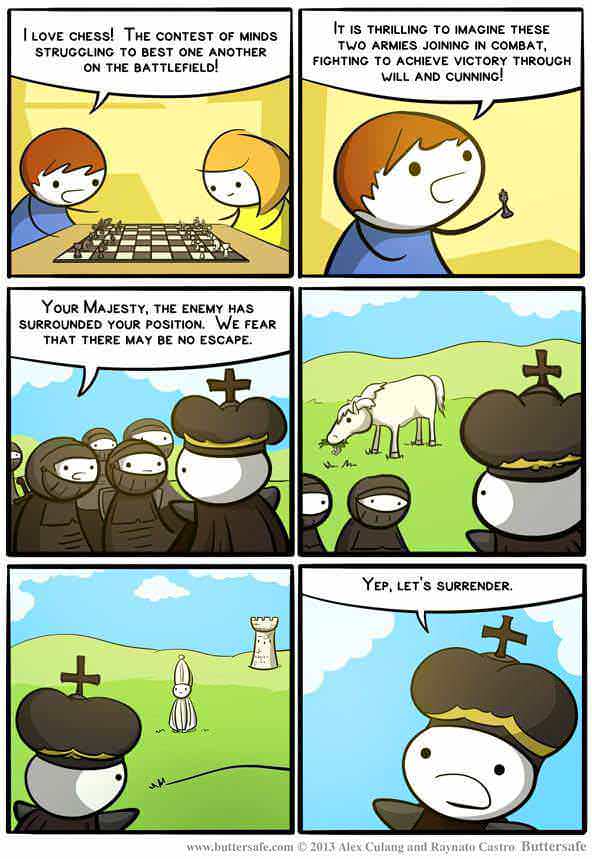 I love chess! The contest of minds
struggling to best one another
on the battlefield!
It is thrilling to imagine these
two armies joining in combat,
fighting to achieve victory through
will and cunning!
Your Majesty, the enemy has
surrounded your position. We fear
that there may be no escape.
Yep, let's surrender.
www.buttersafe.com © 2013 Alex Culang and Raynato Castro Buttersafe